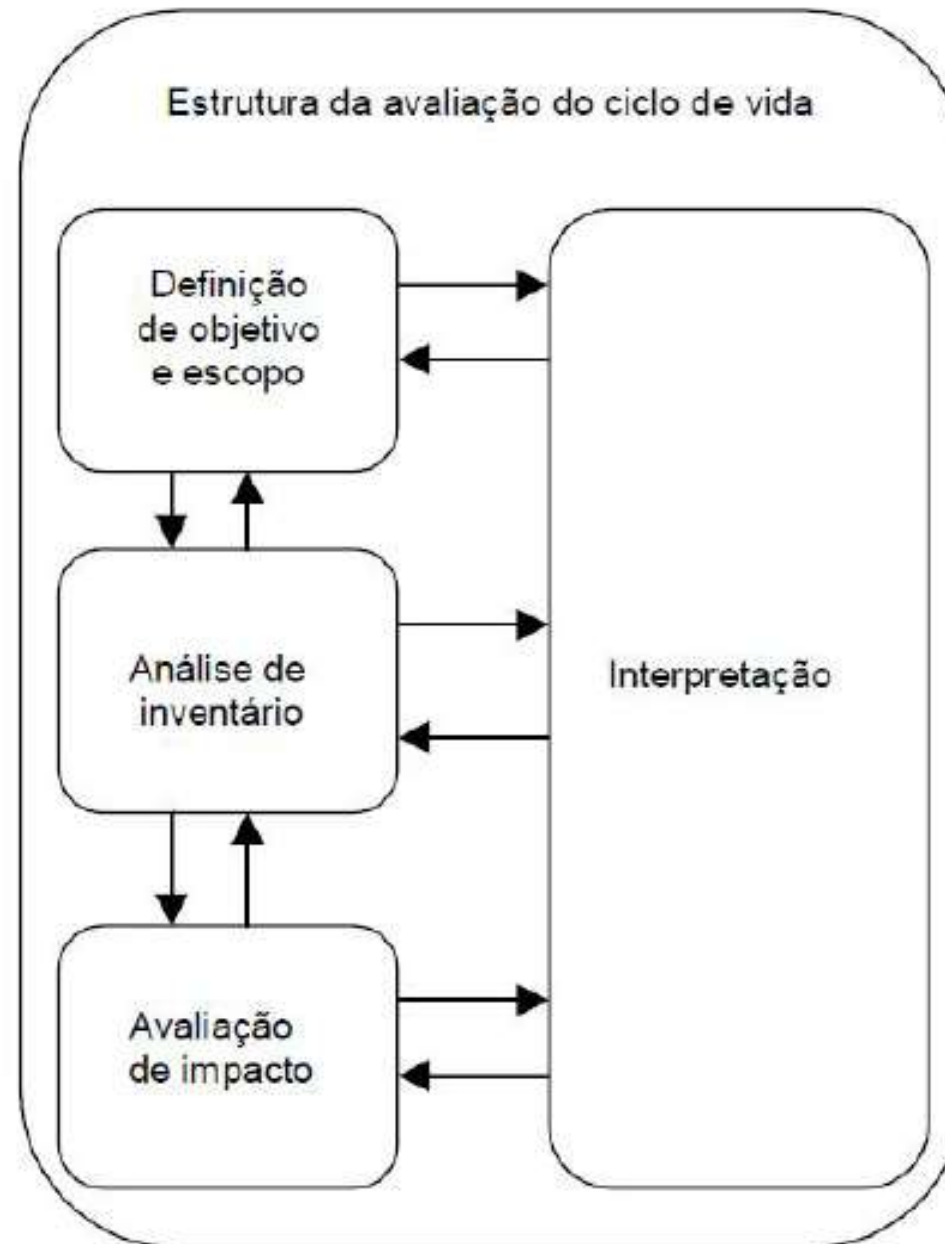 Estrutura da avaliação do ciclo de vida
Definição
de objetivo
e escopo
Análise de
inventário
Interpretação
Avaliação
de impacto